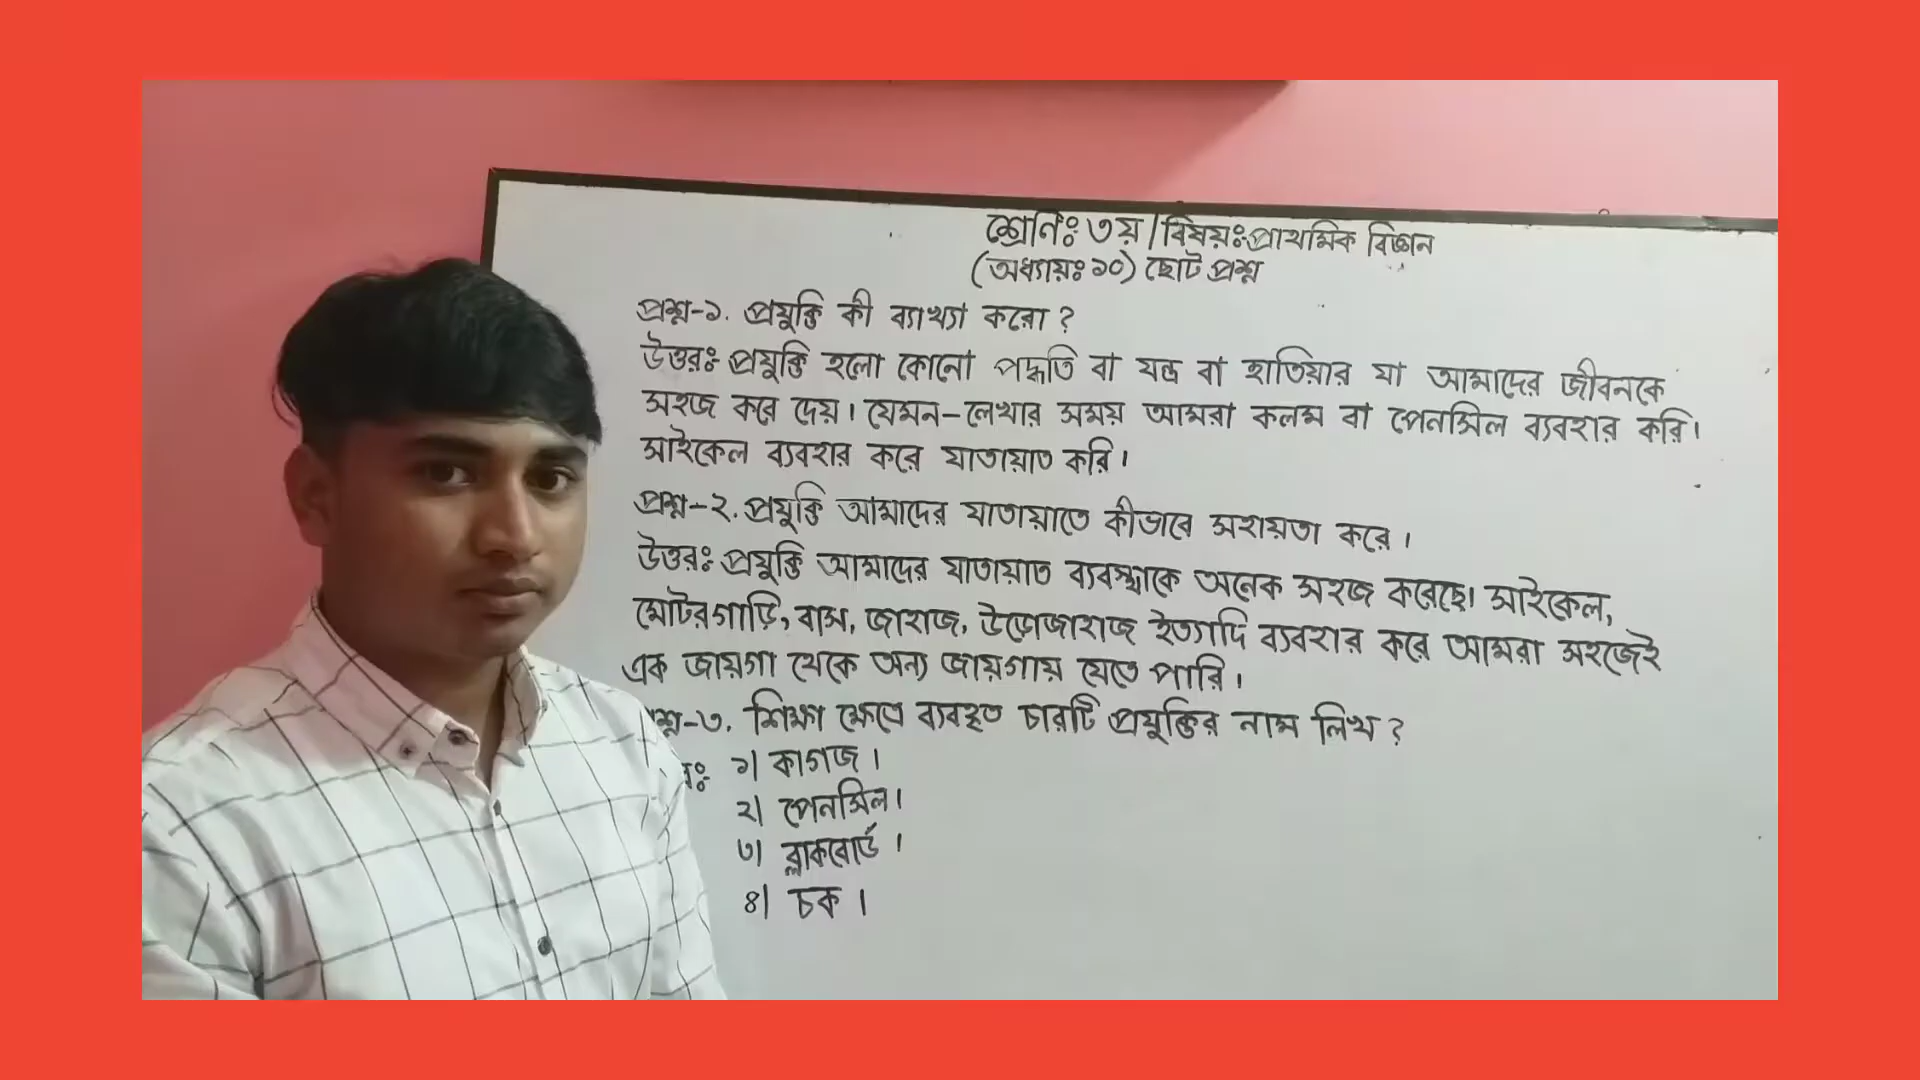 শ্রেণিঃ ৩য় / বিষয়ঃ প্রাথমিক বিজ্ঞান
(অধ্যায়ঃ ১০) ছোট প্রশ্ন
প্রশ্ন-১. প্রযুক্তি কী ব্যাখ্যা করো ?
উত্তরঃ প্রযুক্তি হলো কোনো পদ্ধতি বা যন্ত্র বা হাতিয়ার যা আমাদের জীবনকে
সহজ করে দেয়। যেমন-লেখার সময় আমরা কলম বা পেনসিল ব্যবহার করি।
সাইকেল ব্যবহার করে যাতায়াত করি।
প্রশ্ন-২. প্রযুক্তি আমাদের যাতায়াতে কীভাবে সহায়তা করে।
উত্তরঃ প্রযুক্তি আমাদের যাতায়াত ব্যবস্থাকে অনেক সহজ করেছে। সাইকেল,
মোটরগাড়ি, বাস, জাহাজ, উড়োজাহাজ ইত্যাদি ব্যবহার করে আমরা সহজেই
এক জায়গা থেকে অন্য জায়গায় যেতে পারি।
শ্ন-৩. শিক্ষা ক্ষেত্রে ব্যবহৃত চারটি প্রযুক্তির নাম লিখ ?
রঃ ১| কাগজ।
২| পেনসিল।
৩| ব্লাকবোর্ড।
৪| চক।